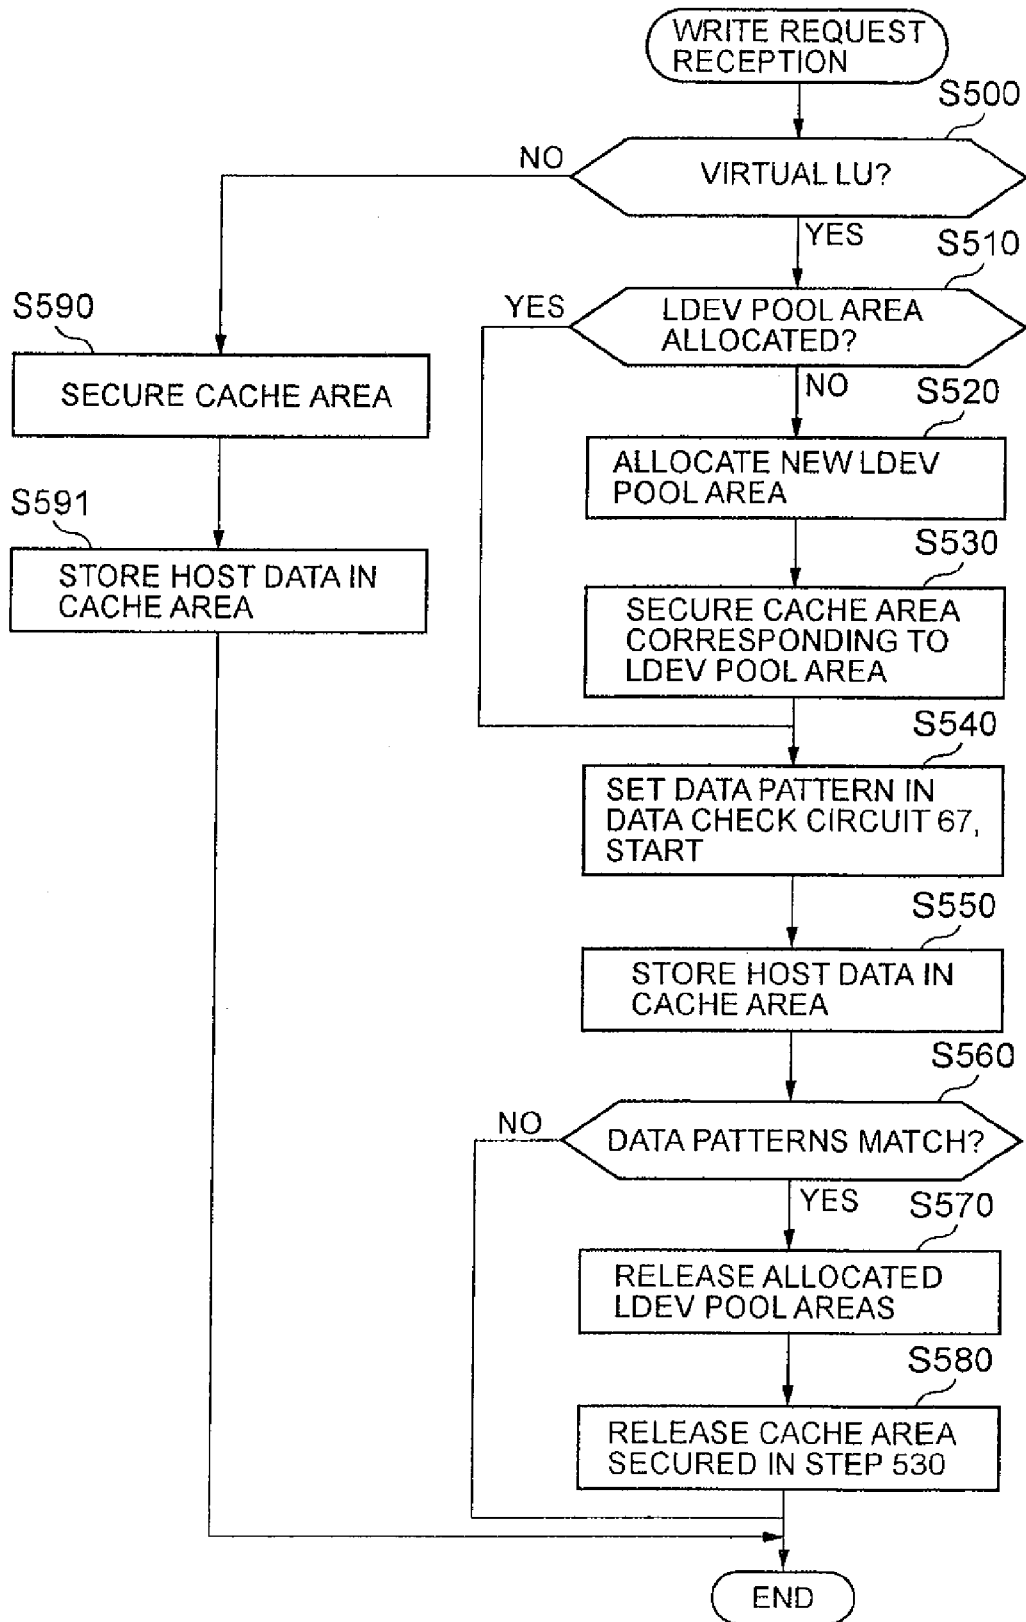 WRITE REQUEST
RECEPTION
S500
NO
VIRTUAL LU?
YES
S510
S590
YES
LDEV POOL AREA
ALLOCATED?
SECURE CACHE AREA
NO
S520
ALLOCATE NEW LDEV
POOL AREA
S591
S530
STORE HOST DATA IN
CACHE AREA
SECURE CACHE AREA
CORRESPONDING TO
LDEV POOL AREA
S540
SET DATA PATTERN IN
DATA CHECK CIRCUIT 67,
START
S550
STORE HOST DATA IN
CACHE AREA
S560
NO
DATA PATTERNS MATCH?
YES
S570
RELEASE ALLOCATED
LDEV POOL AREAS
S580
RELEASE CACHE AREA
SECURED IN STEP 530
END